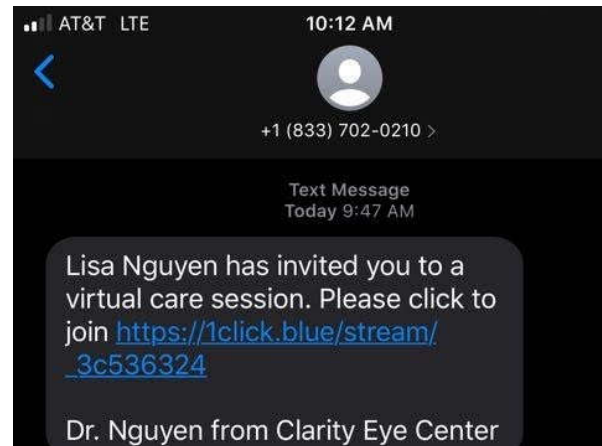 AT&T LTE 10:12 AM
+1 (833) 702-0210 >
Text Message
Today 9:47 AM
Lisa Nguyen has invited you to a
virtual care session. Please click to
join https://1click.blue/stream/
_3c536324
Dr. Nguyen from Clarity Eye Center